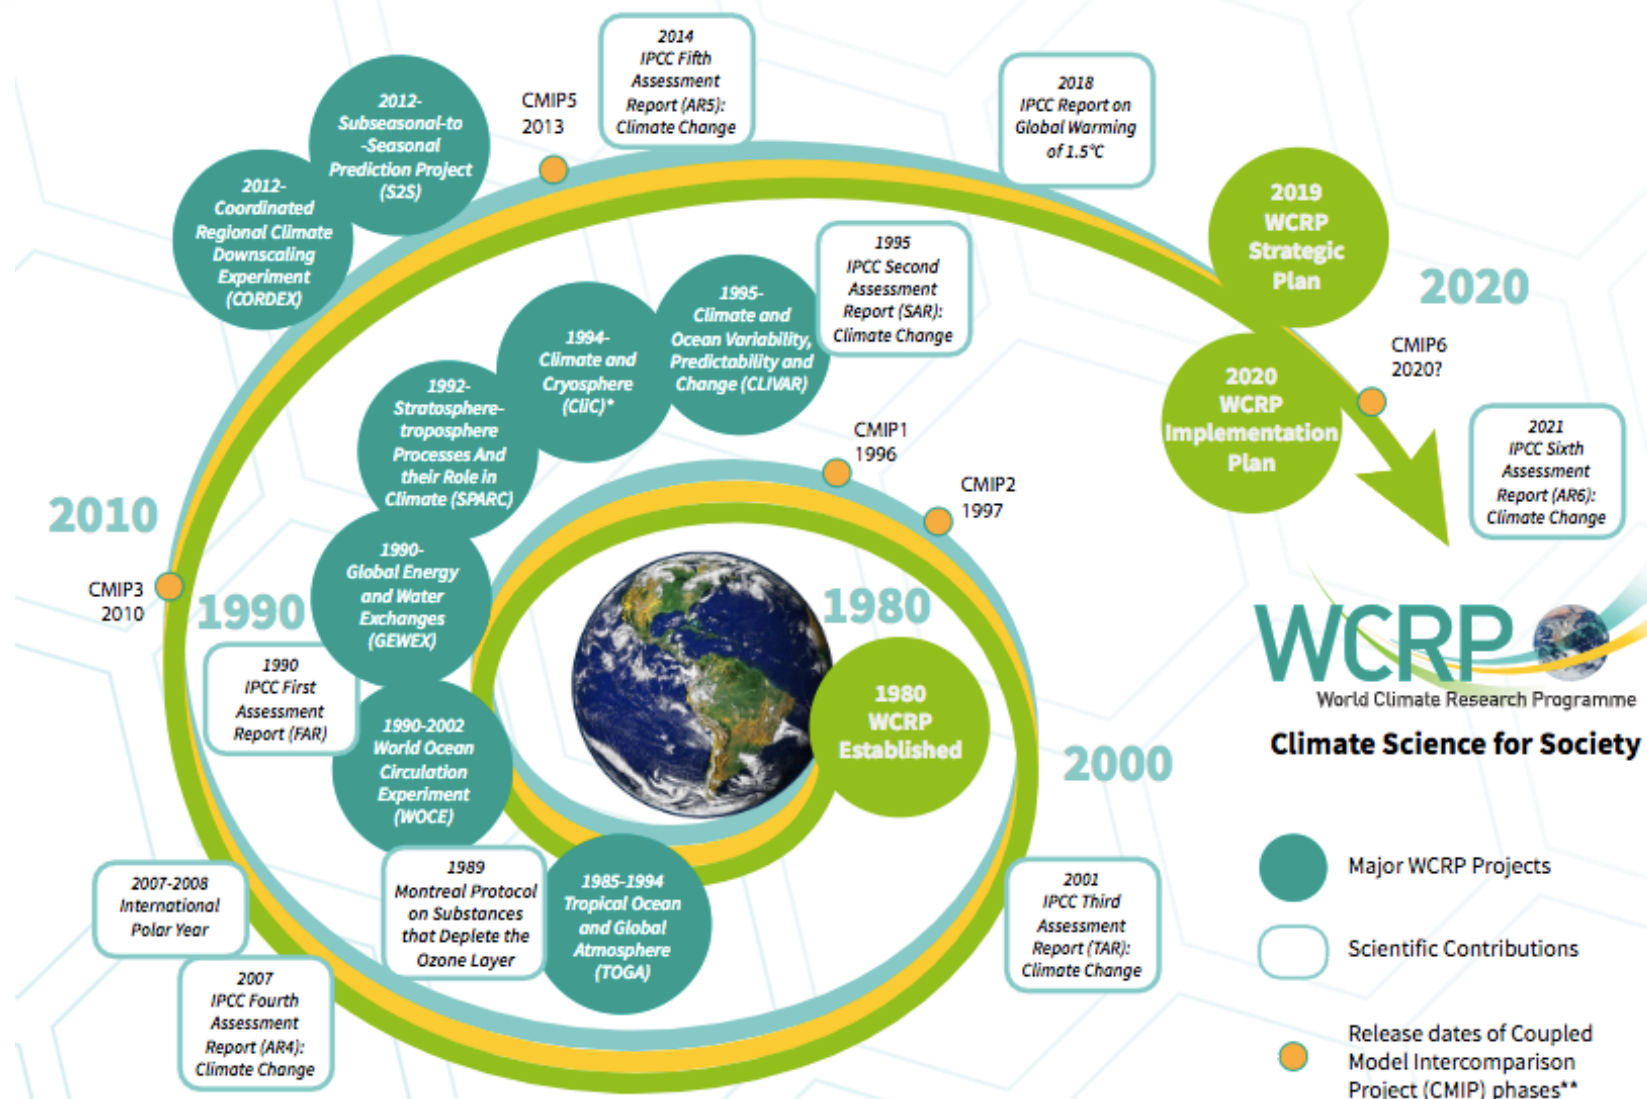 2014
IPCC Fifth
Assessment
Report (AR5):
Climate Change
2018
IPCC Report on
Global Warming
of 1.5°C
2012-
Subseasonal-to
-Seasonal
Prediction Project
(S2S)
CMIP5
2013
2012-
Coordinated
Regional Climate
Downscaling
Experiment
(CORDEX)
2019
WCRP
Strategic
Plan
2020
1995
IPCC Second
Assessment
Report (SAR):
Climate Change
1995-
Climate and
Ocean Variability,
Predictability and
Change (CLIVAR)
1994-
Climate and
Cryosphere
(CliC)*
1992-
Stratosphere-
troposphere
Processes And
their Role in
Climate (SPARC)
CMIP6
2020?
2020
WCRP
Implementation
Plan
2021
IPCC Sixth
Assessment
Report (AR6):
Climate Change
CMIP1
1996
CMIP2
1997
2010
CMIP3
2010
1990
1990-
Global Energy
and Water
Exchanges
(GEWEX)
1980
1990
IPCC First
Assessment
Report (FAR)
1980
WCRP
Established
1990-2002
World Ocean
Circulation
Experiment
(WOCE)
2000
WCRP
World Climate Research Programme
Climate Science for Society
1989
Montreal Protocol
on Substances
that Deplete the
Ozone Layer
1985-1994
Tropical Ocean
and Global
Atmosphere
(TOGA)
2001
IPCC Third
Assessment
Report (TAR):
Climate Change
2007-2008
International
Polar Year
2007
IPCC Fourth
Assessment
Report (AR4):
Climate Change
Major WCRP Projects
Scientific Contributions
Release dates of Coupled
Model Intercomparison
Project (CMIP) phases**